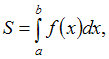 S = ∫_a^b f(x)dx,